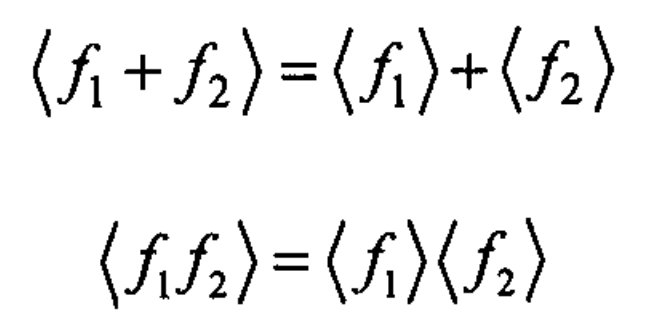 ⟨f₁ + f₂⟩ = ⟨f₁⟩ + ⟨f₂⟩
⟨f₁f₂⟩ = ⟨f₁⟩⟨f₂⟩